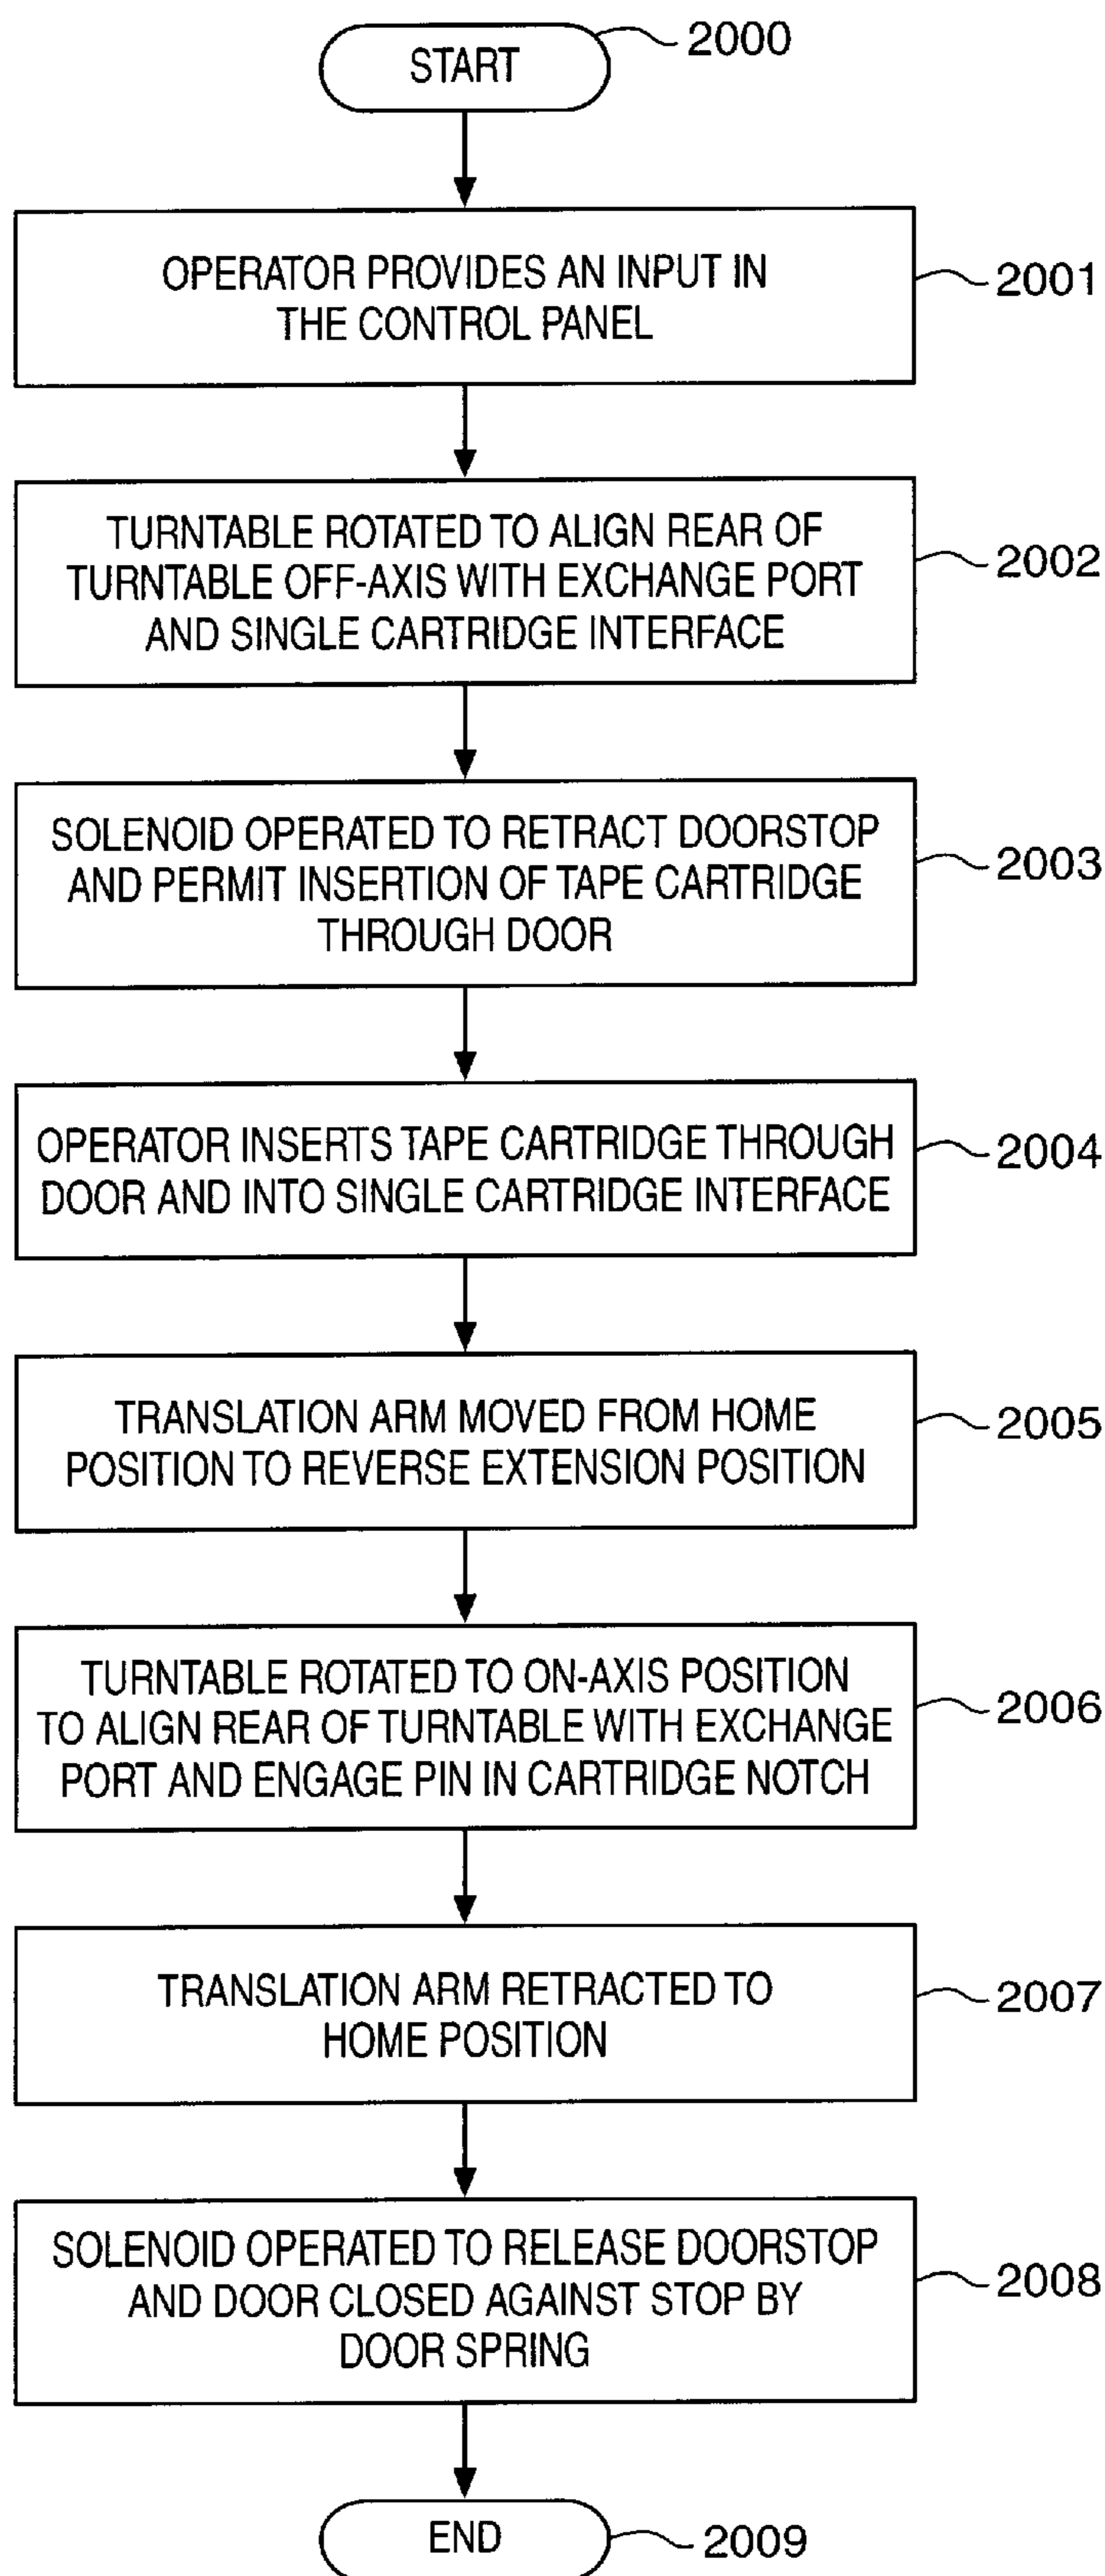 START
2000
OPERATOR PROVIDES AN INPUT IN
THE CONTROL PANEL
2001
TURNTABLE ROTATED TO ALIGN REAR OF
TURNTABLE OFF-AXIS WITH EXCHANGE PORT
AND SINGLE CARTRIDGE INTERFACE
2002
SOLENOID OPERATED TO RETRACT DOORSTOP
AND PERMIT INSERTION OF TAPE CARTRIDGE
THROUGH DOOR
2003
OPERATOR INSERTS TAPE CARTRIDGE THROUGH
DOOR AND INTO SINGLE CARTRIDGE INTERFACE
2004
TRANSLATION ARM MOVED FROM HOME
POSITION TO REVERSE EXTENSION POSITION
2005
TURNTABLE ROTATED TO ON-AXIS POSITION
TO ALIGN REAR OF TURNTABLE WITH EXCHANGE
PORT AND ENGAGE PIN IN CARTRIDGE NOTCH
2006
TRANSLATION ARM RETRACTED TO
HOME POSITION
2007
SOLENOID OPERATED TO RELEASE DOORSTOP
AND DOOR CLOSED AGAINST STOP BY
DOOR SPRING
2008
END
2009